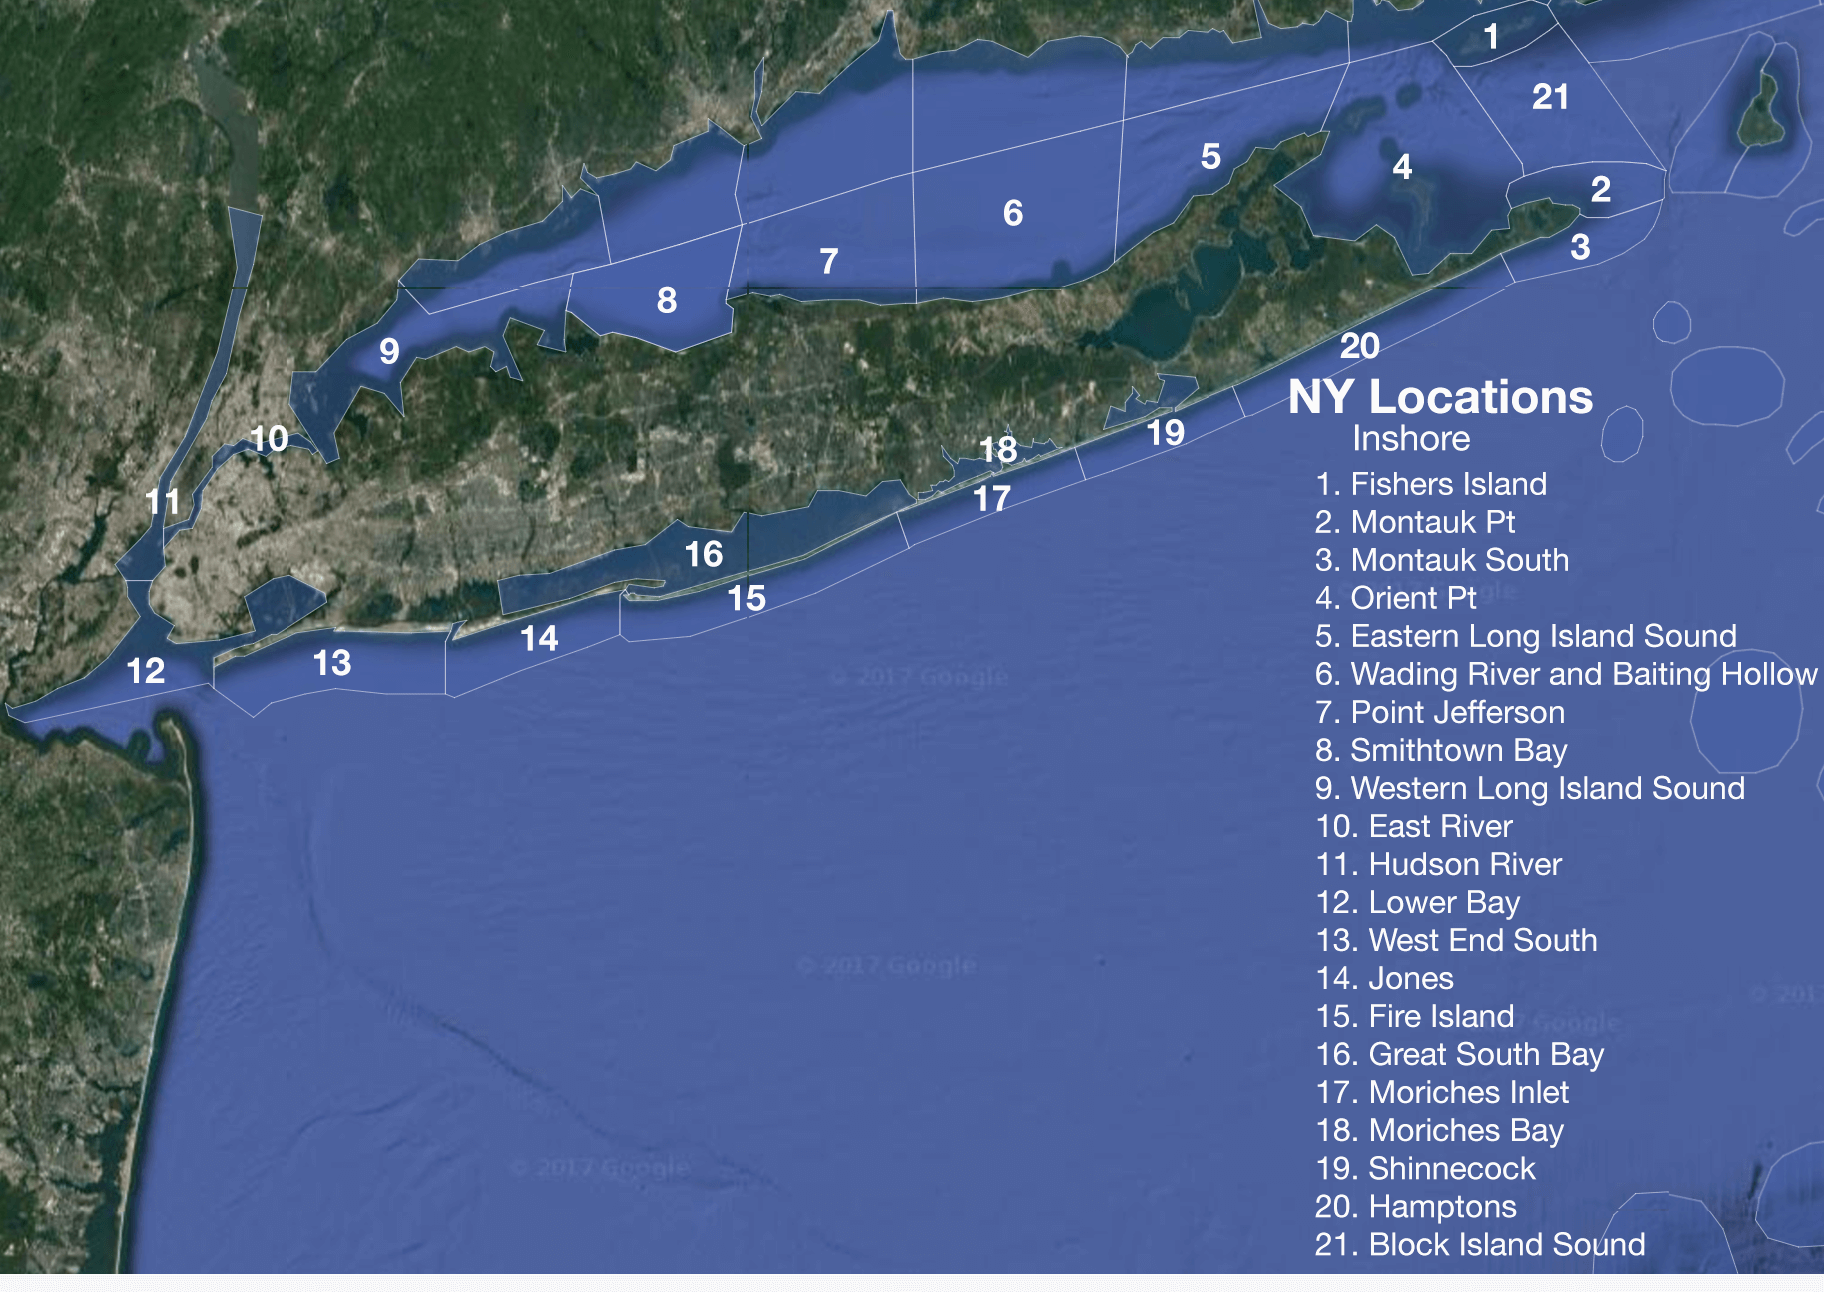 1
21
5
4
2
6
3
7
8
20
9
10
19
18
17
11
16
15
14
13
12
NY Locations
Inshore
1. Fishers Island
2. Montauk Pt
3. Montauk South
4. Orient Pt
5. Eastern Long Island Sound
6. Wading River and Baiting Hollow
7. Point Jefferson
8. Smithtown Bay
9. Western Long Island Sound
10. East River
11. Hudson River
12. Lower Bay
13. West End South
14. Jones
15. Fire Island
16. Great South Bay
17. Moriches Inlet
18. Moriches Bay
19. Shinnecock
20. Hamptons
21. Block Island Sound
© 2017 Google
© 2017 Google
© 2017 Google